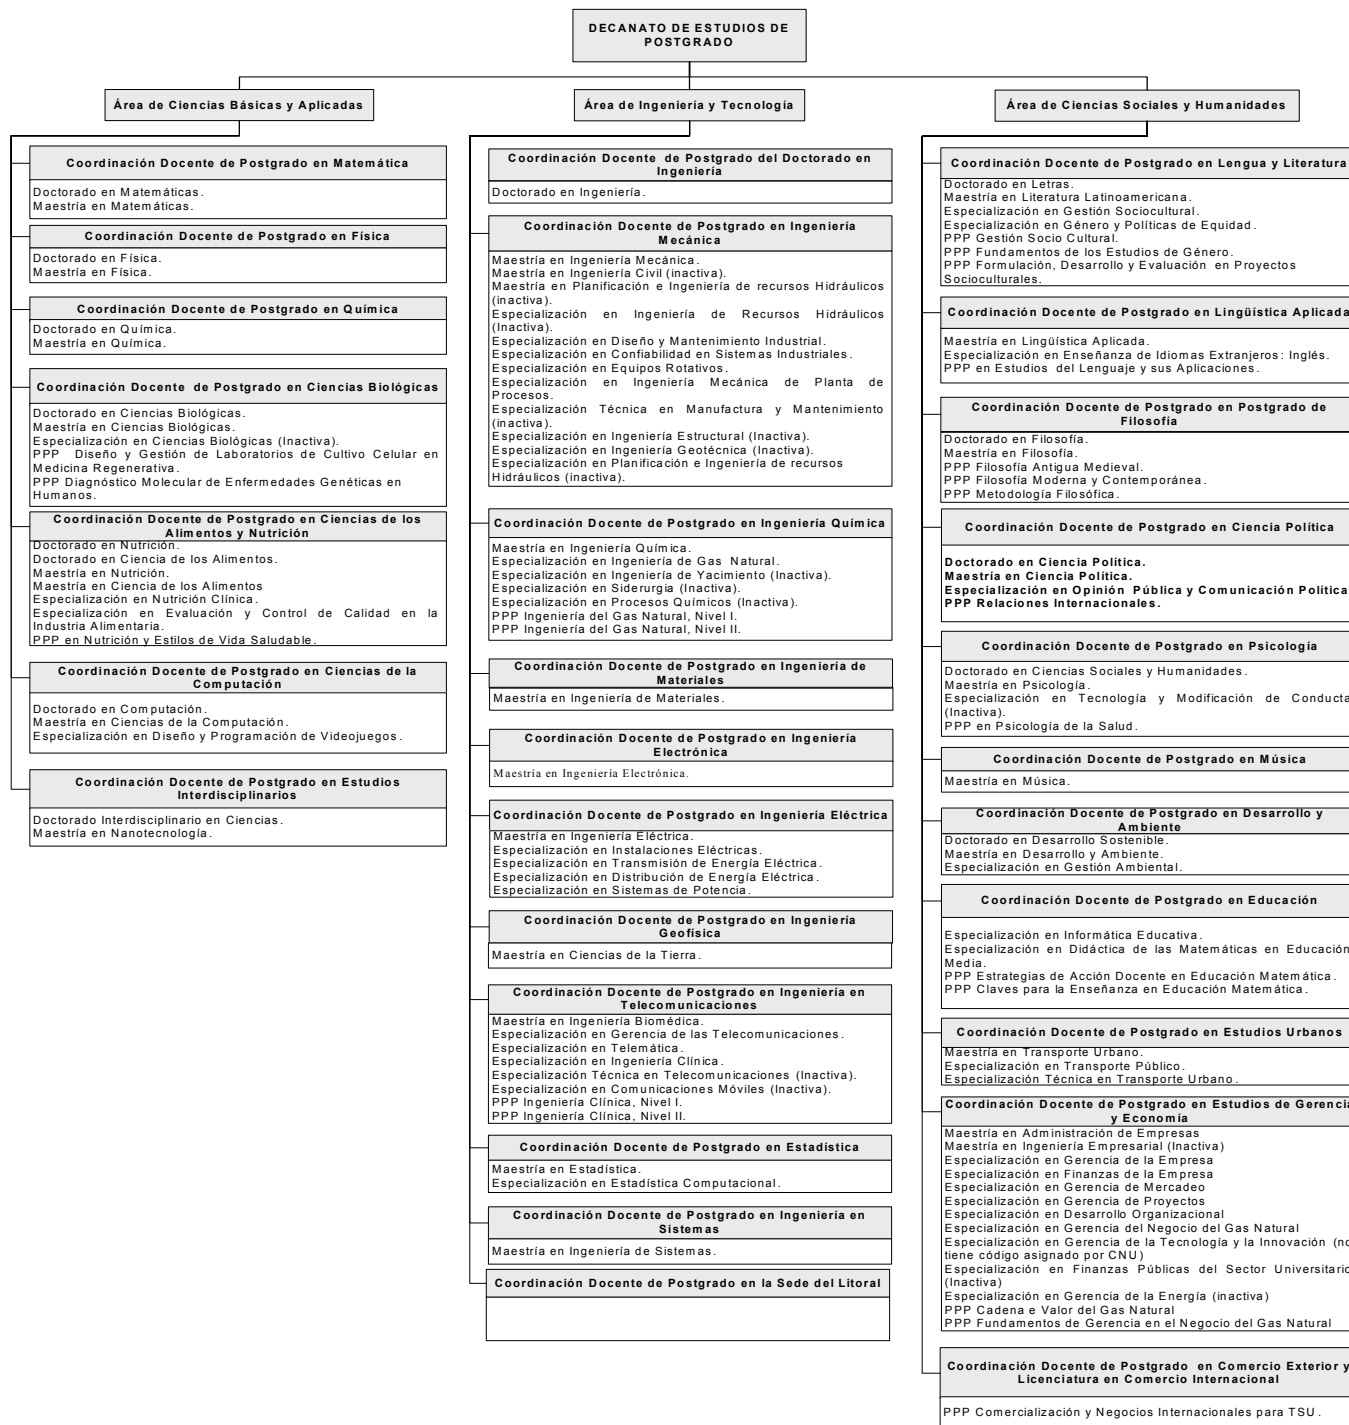 DECANATO DE ESTUDIOS DE
POSTGRADO
Área de Ciencias Básicas y Aplicadas
Coordinación Docente de Postgrado en Matemática
Doctorado en Matemáticas.
Maestría en Matemáticas.
Coordinación Docente de Postgrado en Física
Doctorado en Física.
Maestría en Física.
Coordinación Docente de Postgrado en Química
Doctorado en Química.
Maestría en Química.
Coordinación Docente de Postgrado en Ciencias Biológicas
Doctorado en Ciencias Biológicas.
Maestría en Ciencias Biológicas.
Especialización en Ciencias Biológicas (Inactiva).
PPP Diseño y Gestión de Laboratorios de Cultivo Celular en
Medicina Regenerativa.
PPP Diagnóstico Molecular de Enfermedades Genéticas en
Humanos.
Coordinación Docente de Postgrado en Ciencias de los
Alimentos y Nutrición
Doctorado en Nutrición.
Doctorado en Ciencia de los Alimentos.
Maestría en Nutrición.
Maestría en Ciencia de los Alimentos
Especialización en Nutrición Clínica.
Especialización en Evaluación y Control de Calidad en la
Industria Alimentaria.
PPP en Nutrición y Estilos de Vida Saludable.
Coordinación Docente de Postgrado en Ciencias de la
Computación
Doctorado en Computación.
Maestría en Ciencias de la Computación.
Especialización en Diseño y Programación de Videojuegos.
Coordinación Docente de Postgrado en Estudios
Interdisciplinarios
Doctorado Interdisciplinario en Ciencias.
Maestría en Nanotecnología.
Área de Ingeniería y Tecnología
Coordinación Docente de Postgrado del Doctorado en
Ingeniería
Doctorado en Ingeniería.
Coordinación Docente de Postgrado en Ingeniería
Mecánica
Maestría en Ingeniería Mecánica.
Maestría en Ingeniería Civil (inactiva).
Maestría en Planificación e Ingeniería de recursos Hidráulicos
(inactiva).
Especialización en Ingeniería de Recursos Hidráulicos
(Inactiva).
Especialización en Diseño y Mantenimiento Industrial.
Especialización en Confiabilidad en Sistemas Industriales.
Especialización en Equipos Rotativos.
Especialización en Ingeniería Mecánica de Planta de
Procesos.
Especialización Técnica en Manufactura y Mantenimiento
(inactiva).
Especialización en Ingeniería Estructural (Inactiva).
Especialización en Ingeniería Geotécnica (Inactiva).
Especialización en Planificación e Ingeniería de recursos
Hidráulicos (inactiva).
Coordinación Docente de Postgrado en Ingeniería Química
Maestría en Ingeniería Química.
Especialización en Ingeniería de Gas Natural.
Especialización en Ingeniería de Yacimiento (Inactiva).
Especialización en Siderurgia (Inactiva).
Especialización en Procesos Químicos (Inactiva).
PPP Ingeniería del Gas Natural, Nivel I.
PPP Ingeniería del Gas Natural, Nivel II.
Coordinación Docente de Postgrado en Ingeniería de
Materiales
Maestría en Ingeniería de Materiales.
Coordinación Docente de Postgrado en Ingeniería
Electrónica
Maestría en Ingeniería Electrónica.
Coordinación Docente de Postgrado en Ingeniería Eléctrica
Maestría en Ingeniería Eléctrica.
Especialización en Instalaciones Eléctricas.
Especialización en Transmisión de Energía Eléctrica.
Especialización en Distribución de Energía Eléctrica.
Especialización en Sistemas de Potencia.
Coordinación Docente de Postgrado en Ingeniería
Geofísica
Maestría en Ciencias de la Tierra.
Coordinación Docente de Postgrado en Ingeniería en
Telecomunicaciones
Maestría en Ingeniería Biomédica.
Especialización en Gerencia de las Telecomunicaciones.
Especialización en Telemática.
Especialización en Ingeniería Clínica.
Especialización Técnica en Telecomunicaciones (Inactiva).
Especialización en Comunicaciones Móviles (Inactiva).
PPP Ingeniería Clínica, Nivel I.
PPP Ingeniería Clínica, Nivel II.
Coordinación Docente de Postgrado en Estadística
Maestría en Estadística.
Especialización en Estadística Computacional.
Coordinación Docente de Postgrado en Ingeniería en
Sistemas
Maestría en Ingeniería de Sistemas.
Coordinación Docente de Postgrado en la Sede del Litoral
Área de Ciencias Sociales y Humanidades
Coordinación Docente de Postgrado en Lengua y Literatura
Doctorado en Letras.
Maestría en Literatura Latinoamericana.
Especialización en Gestión Sociocultural.
Especialización en Género y Políticas de Equidad.
PPP Gestión Socio Cultural.
PPP Fundamentos de los Estudios de Género.
PPP Formulación, Desarrollo y Evaluación en Proyectos
Socioculturales.
Coordinación Docente de Postgrado en Lingüística Aplicada
Maestría en Lingüística Aplicada.
Especialización en Enseñanza de Idiomas Extranjeros: Inglés.
PPP en Estudios del Lenguaje y sus Aplicaciones.
Coordinación Docente de Postgrado en Postgrado de
Filosofía
Doctorado en Filosofía.
Maestría en Filosofía.
PPP Filosofía Antigua Medieval.
PPP Filosofía Moderna y Contemporánea.
PPP Metodología Filosófica.
Coordinación Docente de Postgrado en Ciencia Política
Doctorado en Ciencia Política.
Maestría en Ciencia Política.
Especialización en Opinión Pública y Comunicación Política
PPP Relaciones Internacionales.
Coordinación Docente de Postgrado en Psicología
Doctorado en Ciencias Sociales y Humanidades.
Maestría en Psicología.
Especialización en Tecnología y Modificación de Conducta
(Inactiva).
PPP en Psicología de la Salud.
Coordinación Docente de Postgrado en Música
Maestría en Música.
Coordinación Docente de Postgrado en Desarrollo y
Ambiente
Doctorado en Desarrollo Sostenible.
Maestría en Desarrollo y Ambiente.
Especialización en Gestión Ambiental.
Coordinación Docente de Postgrado en Educación
Especialización en Informática Educativa.
Especialización en Didáctica de las Matemáticas en Educación
Media.
PPP Estrategias de Acción Docente en Educación Matemática.
PPP Claves para la Enseñanza en Educación Matemática.
Coordinación Docente de Postgrado en Estudios Urbanos
Maestría en Transporte Urbano.
Especialización en Transporte Público.
Especialización Técnica en Transporte Urbano.
Coordinación Docente de Postgrado en Estudios de Gerencia
y Economía
Maestría en Administración de Empresas
Maestría en Ingeniería Empresarial (Inactiva)
Especialización en Gerencia de la Empresa
Especialización en Finanzas de la Empresa
Especialización en Gerencia de Mercadeo
Especialización en Gerencia de Proyectos
Especialización en Desarrollo Organizacional
Especialización en Gerencia del Negocio del Gas Natural
Especialización en Gerencia de la Tecnología y la Innovación (no
tiene código asignado por CNU)
Especialización en Finanzas Públicas del Sector Universitario
(Inactiva)
Especialización en Gerencia de la Energía (inactiva)
PPP Cadena e Valor del Gas Natural
PPP Fundamentos de Gerencia en el Negocio del Gas Natural
Coordinación Docente de Postgrado en Comercio Exterior y
Licenciatura en Comercio Internacional
PPP Comercialización y Negocios Internacionales para TSU.